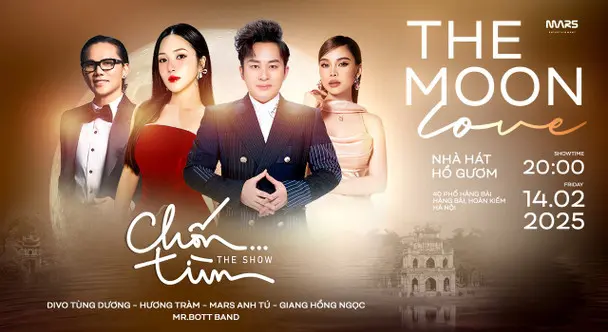 MARS
ENTERTAINMENT
THE
MOON
love
NHÀ HÁT
HỒ GƯƠM
40 PHỐ HÀNG BÀI
HÀNG BÀI, HOÀN KIẾM
HÀ NỘI
SHOWTIME
20:00
FRIDAY
14.02
2025
Chốn...
tìm
THE SHOW
DIVO TÙNG DƯƠNG - HƯƠNG TRÀM - MARS ANH TÚ - GIANG HỒNG NGỌC
MR.BOTT BAND